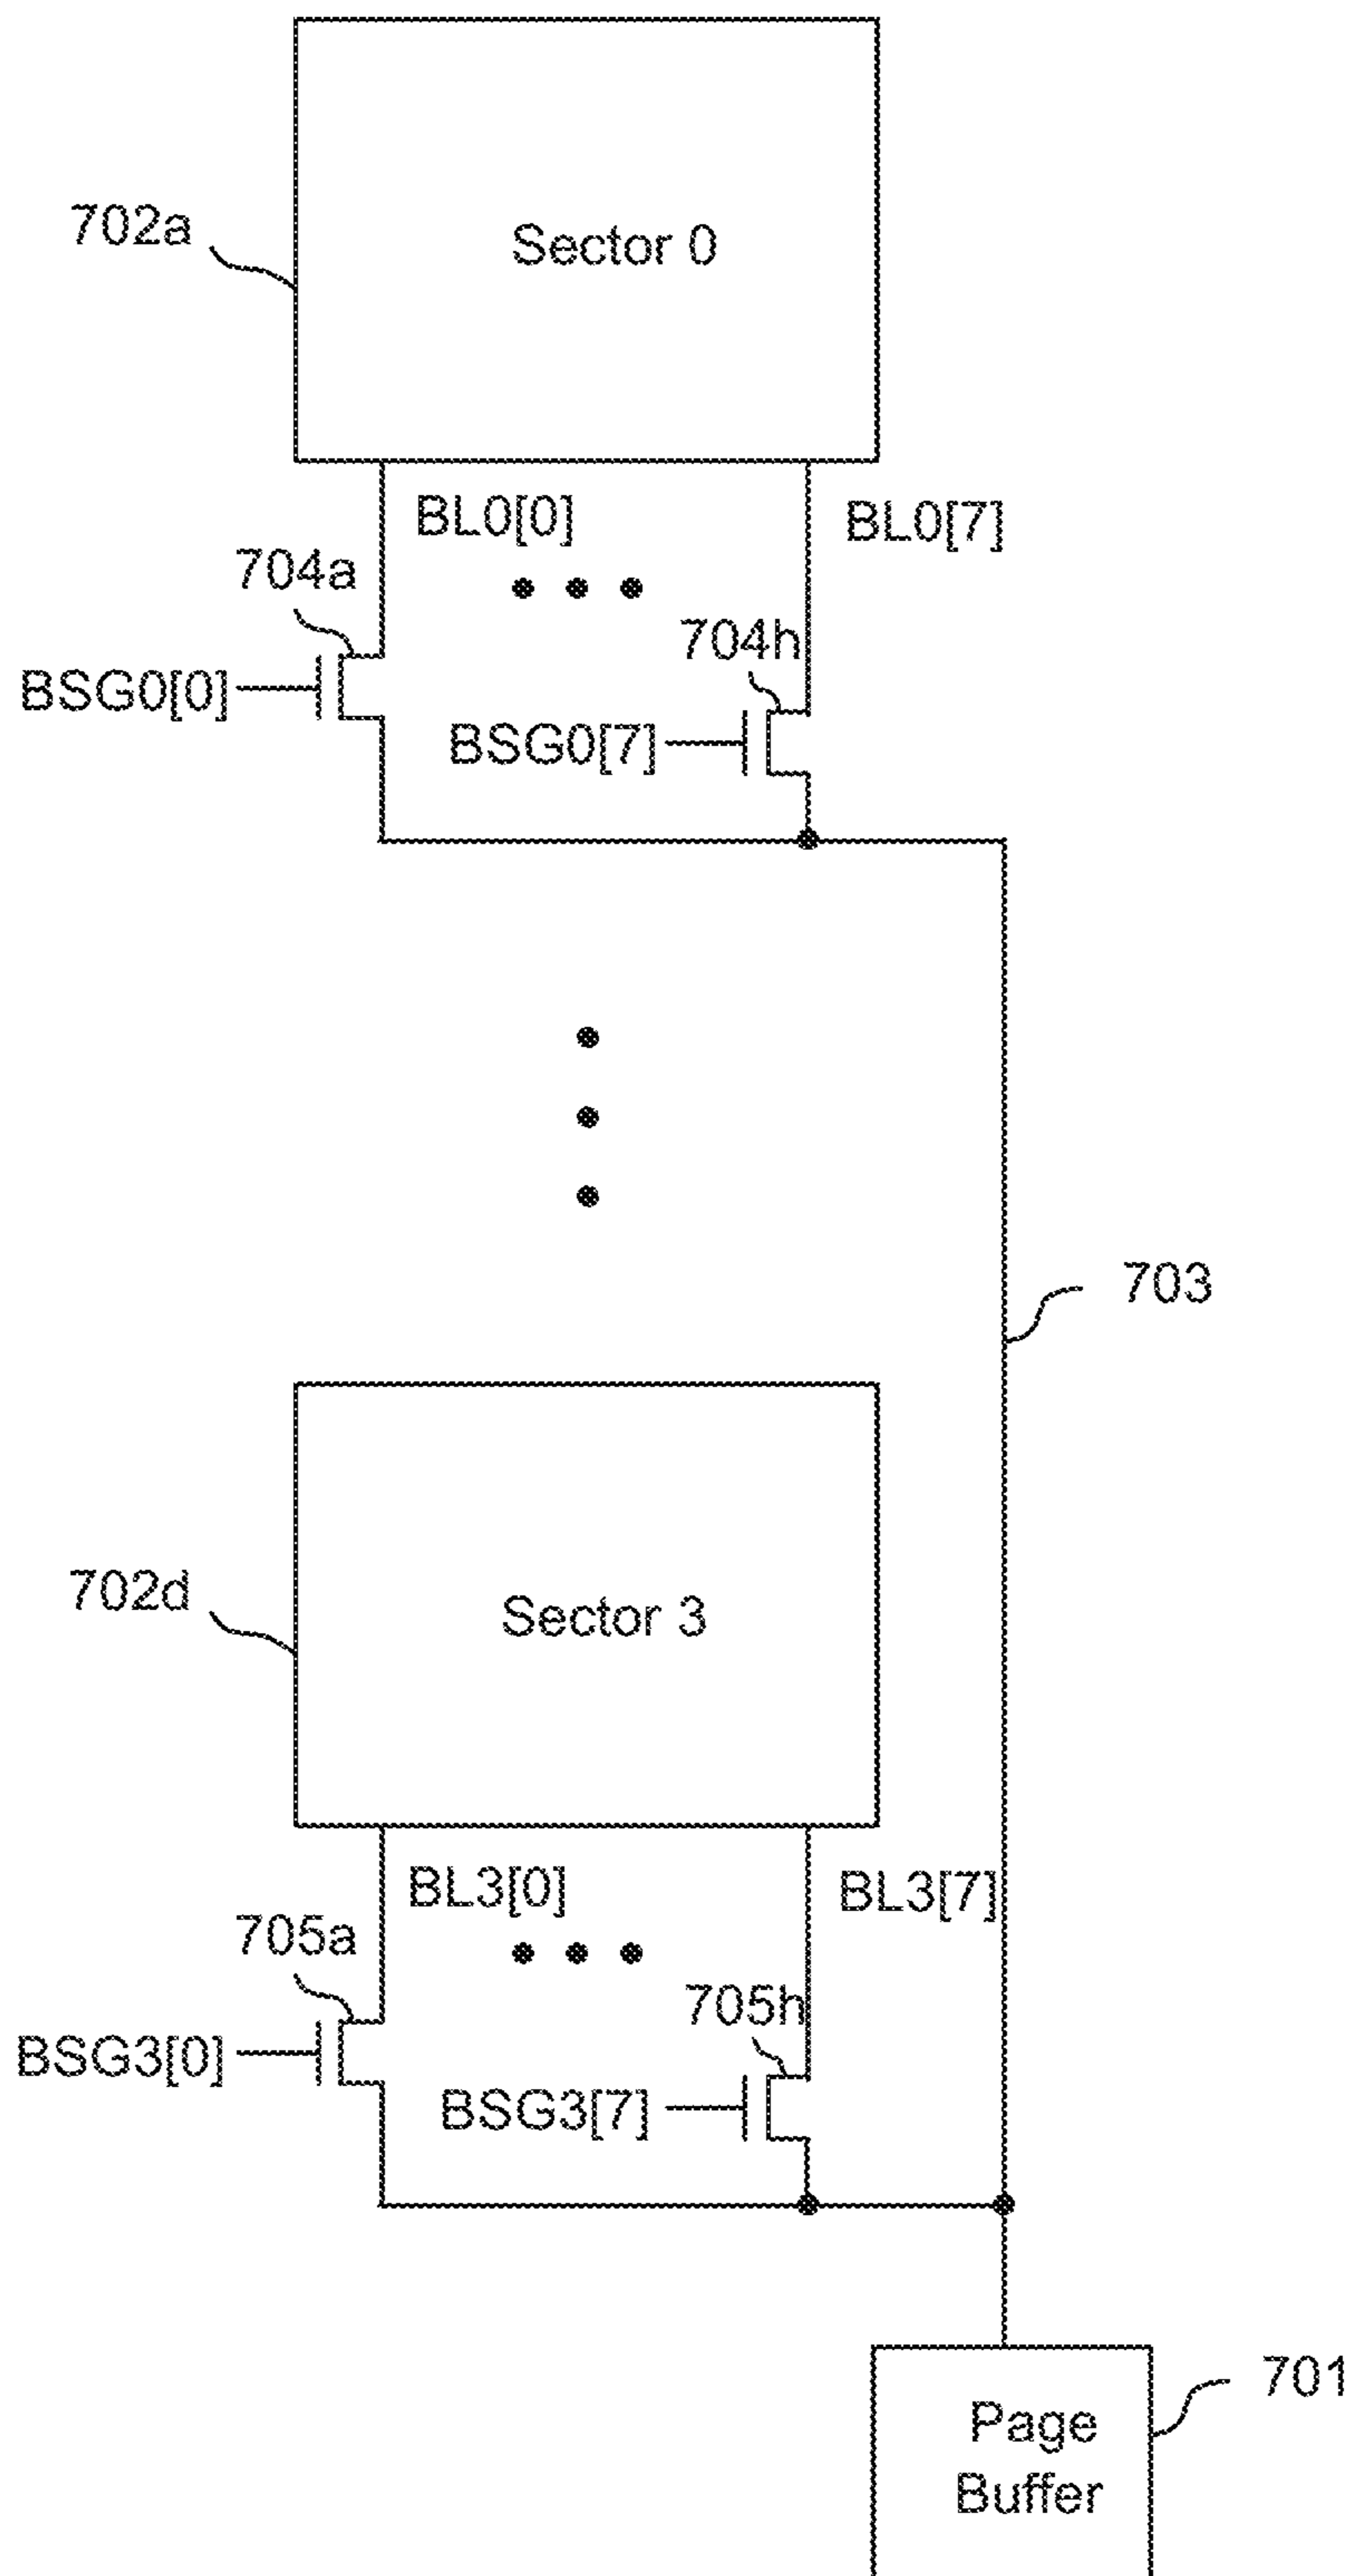 702a
Sector 0
BL0[0]
BL0[7]
704a
704h
BSG0[0]
BSG0[7]
703
702d
Sector 3
BL3[0]
BL3[7]
705a
705h
BSG3[0]
BSG3[7]
701
Page
Buffer